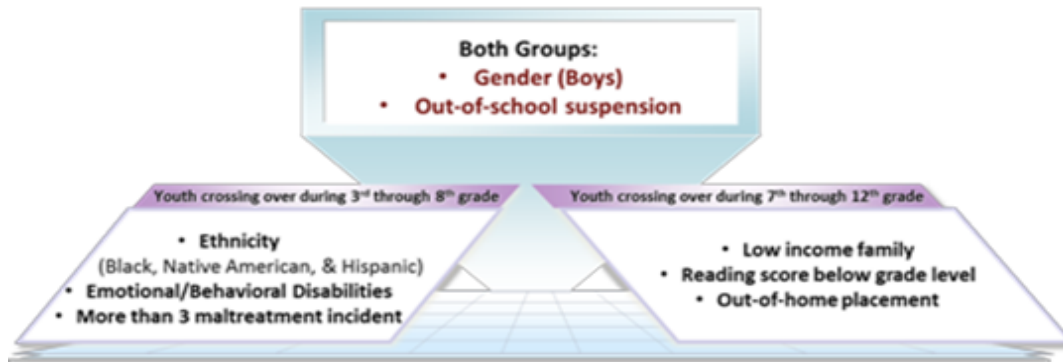 Both Groups:
• Gender (Boys)
• Out-of-school suspension
Youth crossing over during 3rd through 8th grade
• Ethnicity
(Black, Native American, & Hispanic)
• Emotional/Behavioral Disabilities
• More than 3 maltreatment incident
Youth crossing over during 7th through 12th grade
• Low income family
• Reading score below grade level
• Out-of-home placement